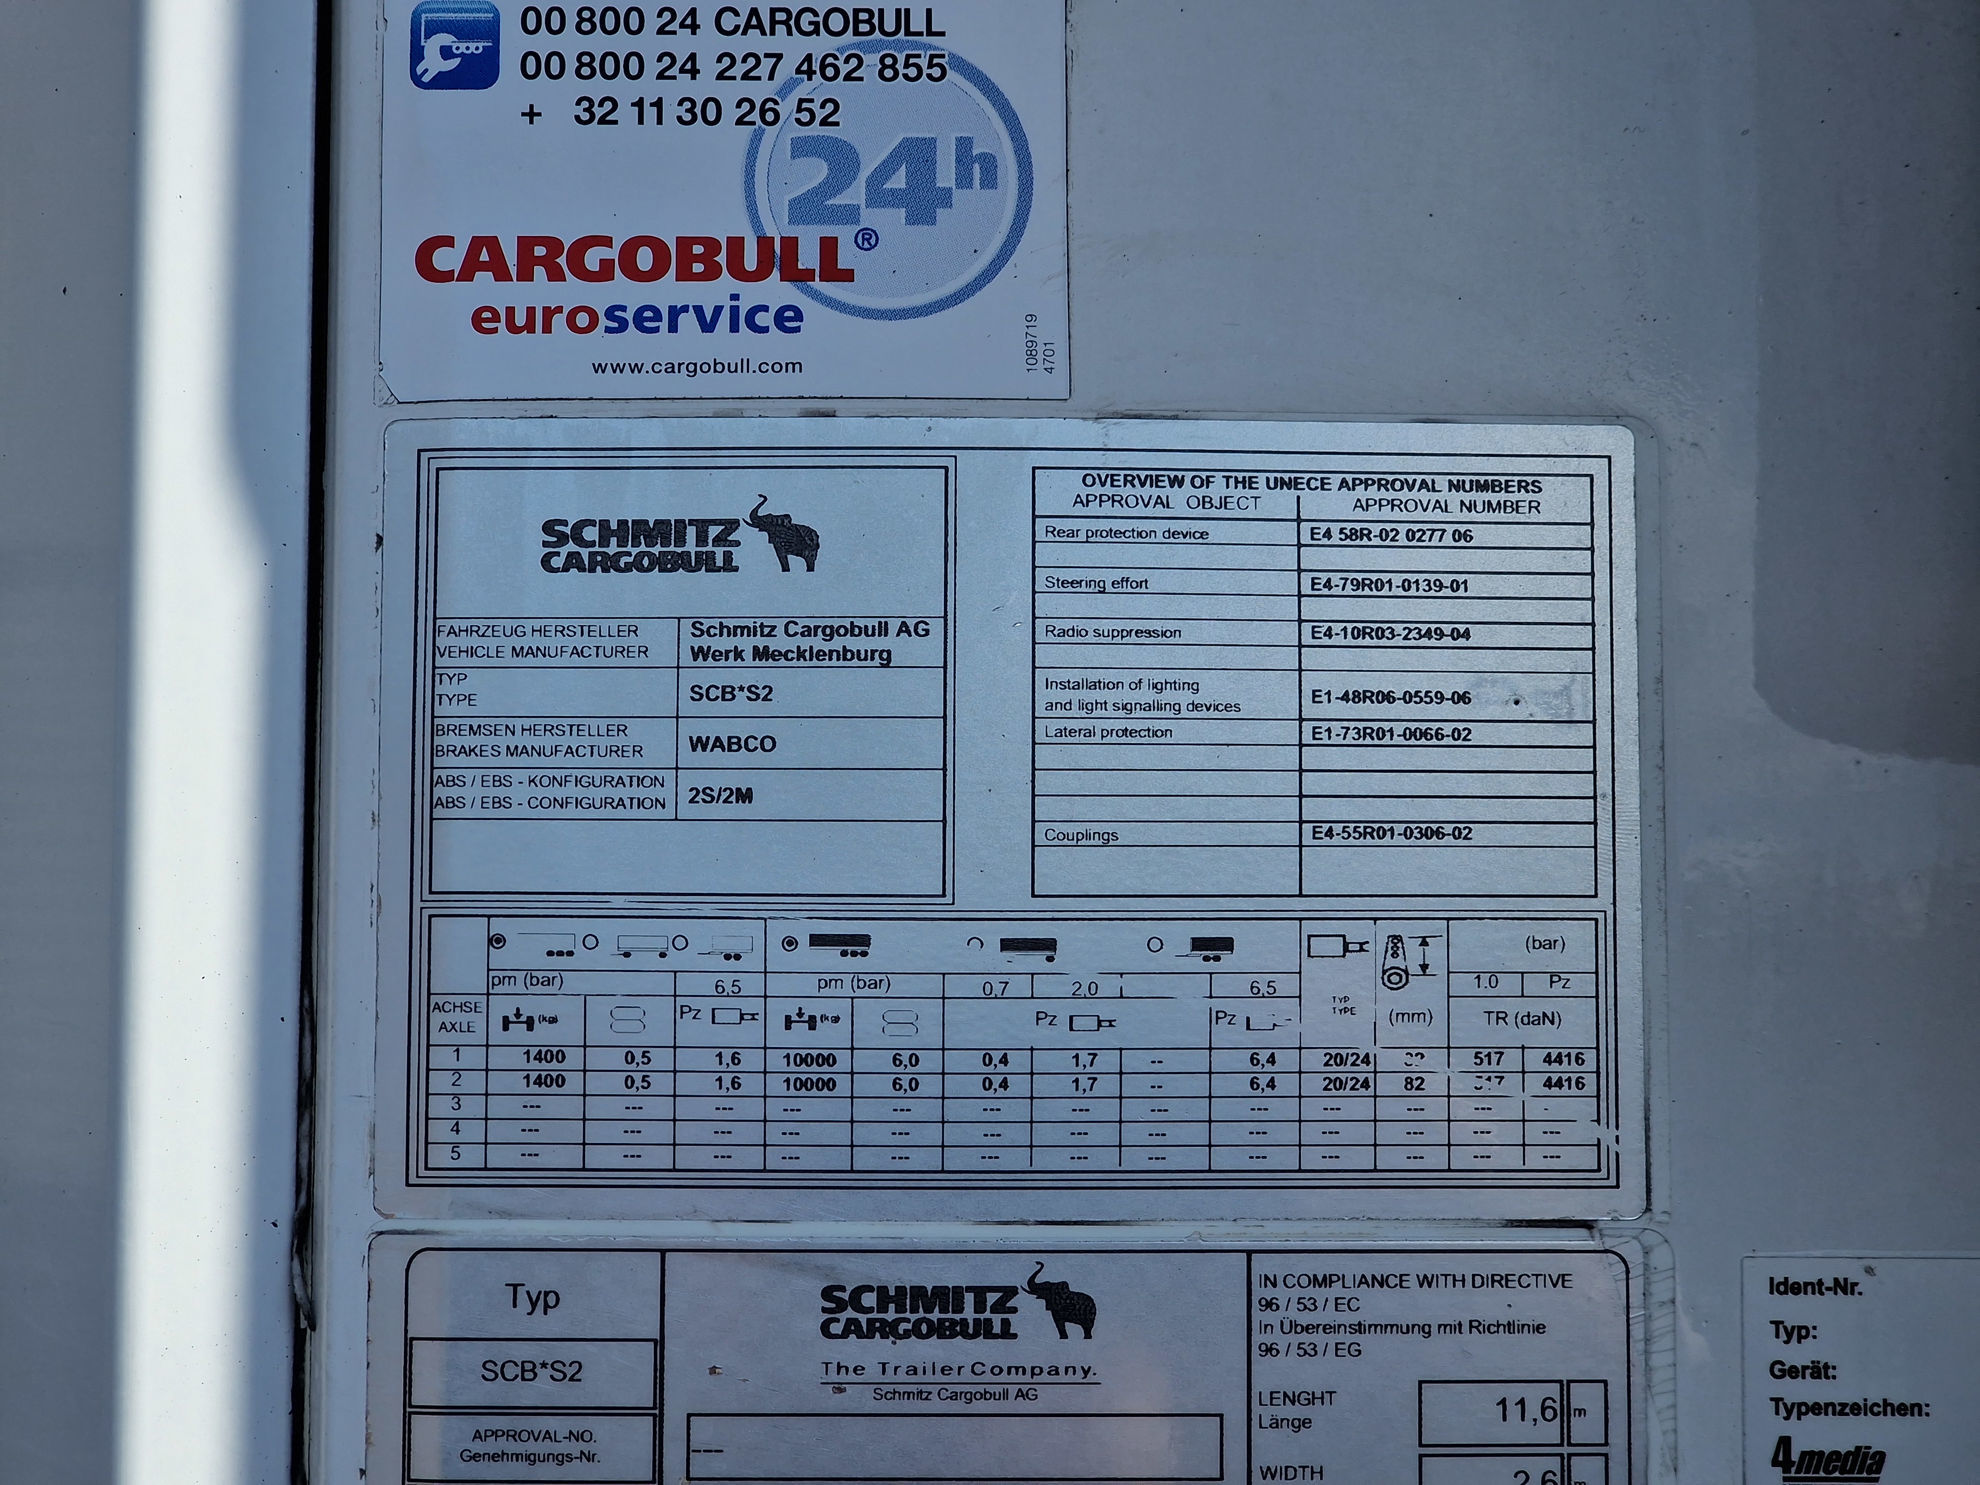 00 800 24 CARGOBULL
00 800 24 227 462 855
+ 32 11 30 26 52
24h
CARGOBULL®
euroservice
www.cargobull.com
1089719
4701
SCHMITZ
CARGOBULL
FAHRZEUG HERSTELLER
VEHICLE MANUFACTURER
Schmitz Cargobull AG
Werk Mecklenburg
TYP
TYPE
SCB*S2
BREMSEN HERSTELLER
BRAKES MANUFACTURER
WABCO
ABS / EBS - KONFIGURATION
ABS / EBS - CONFIGURATION
2S/2M
OVERVIEW OF THE UNECE APPROVAL NUMBERS
APPROVAL OBJECT APPROVAL NUMBER
Rear protection device E4 58R-02 0277 06
Steering effort E4-79R01-0139-01
Radio suppression E4-10R03-2349-04
Installation of lighting
and light signalling devices E1-48R06-0559-06
Lateral protection E1-73R01-0066-02
Couplings E4-55R01-0306-02
(bar)
pm (bar) 6,5 pm (bar) 0,7 2,0 6,5 1.0 Pz
ACHSE
AXLE
(kg) Pz (kg) Pz Pz
TYP
TYPE
(mm) TR (daN)
1 1400 0,5 1,6 10000 6,0 0,4 1,7 -- 6,4 20/24 517 4416
2 1400 0,5 1,6 10000 6,0 0,4 1,7 -- 6,4 20/24 82 4416
3 --- --- --- --- --- --- --- --- --- --- --- --- -
4 --- --- --- --- --- --- --- --- --- --- --- --- ---
5 --- --- --- --- --- --- --- --- --- --- --- --- ---
Typ
SCB*S2
APPROVAL-NO.
Genehmigungs-Nr.
SCHMITZ
CARGOBULL
The TrailerCompany.
Schmitz Cargobull AG
---
IN COMPLIANCE WITH DIRECTIVE
96 / 53 / EC
In Übereinstimmung mit Richtlinie
96 / 53 / EG
LENGHT
Länge
11,6 m
WIDTH
2,6 m
Ident-Nr.
Typ:
Gerät:
Typenzeichen:
4media